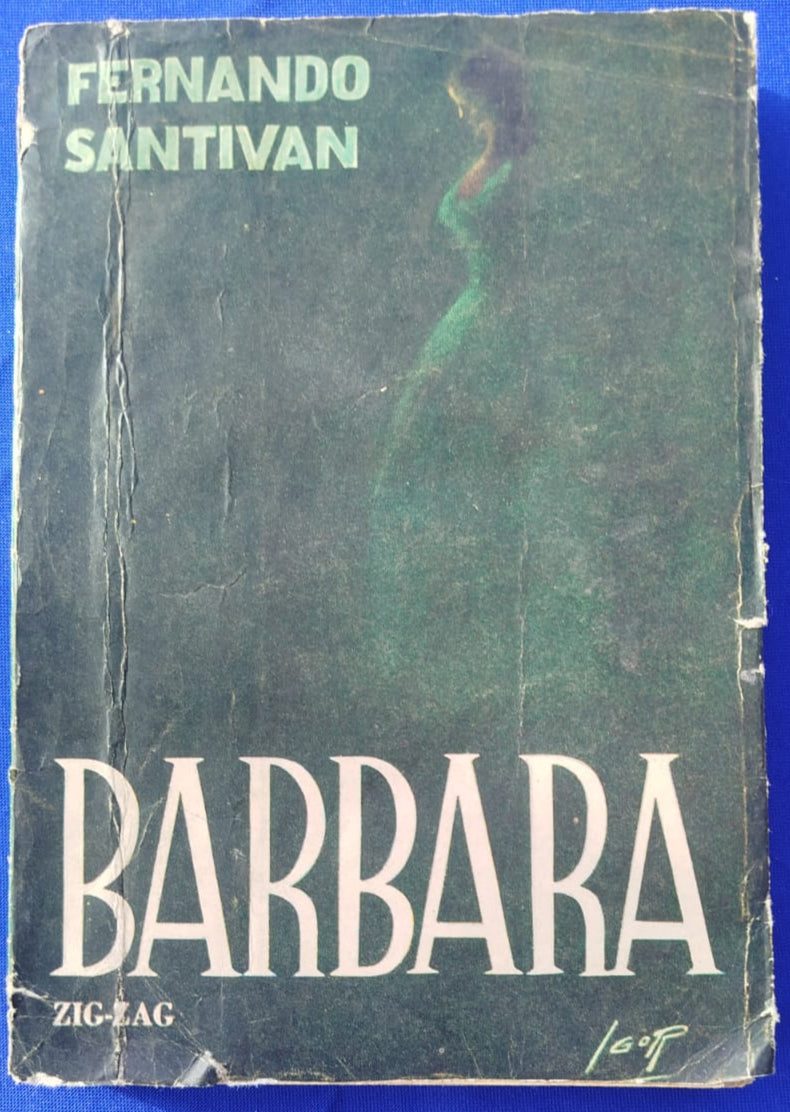 FERNANDO
SANTIVAN
BARBARA
ZIG-ZAG
IGOR